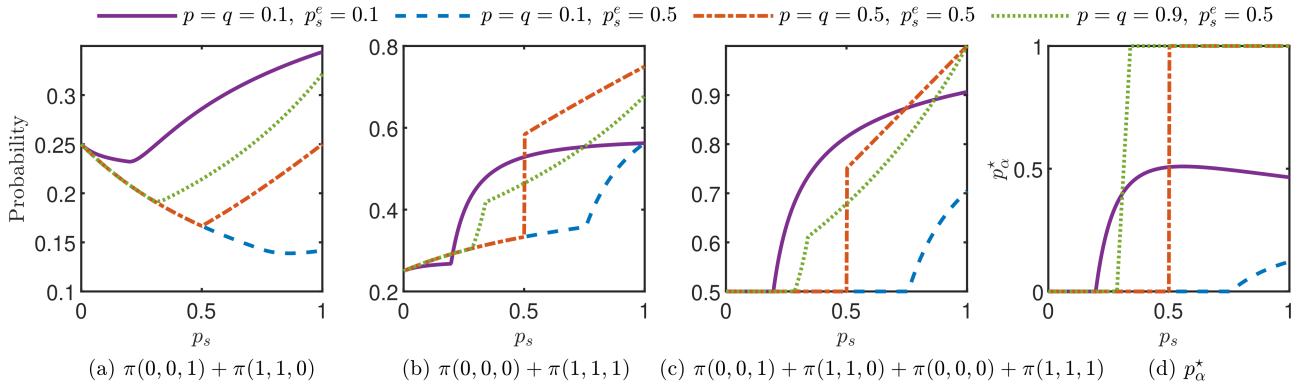 p = q = 0.1, p_s^e = 0.1 p = q = 0.1, p_s^e = 0.5 p = q = 0.5, p_s^e = 0.5 p = q = 0.9, p_s^e = 0.5
Probability
0.3
0.25
0.2
0.15
0.1
0 0.5 1
p_s
(a) π(0, 0, 1) + π(1, 1, 0)
0.8
0.6
0.4
0.2
0 0.5 1
p_s
(b) π(0, 0, 0) + π(1, 1, 1)
0.9
0.8
0.7
0.6
0.5
0 0.5 1
p_s
(c) π(0, 0, 1) + π(1, 1, 0) + π(0, 0, 0) + π(1, 1, 1)
p_α^⋆
1
0.5
0
0 0.5 1
p_s
(d) p_α^⋆